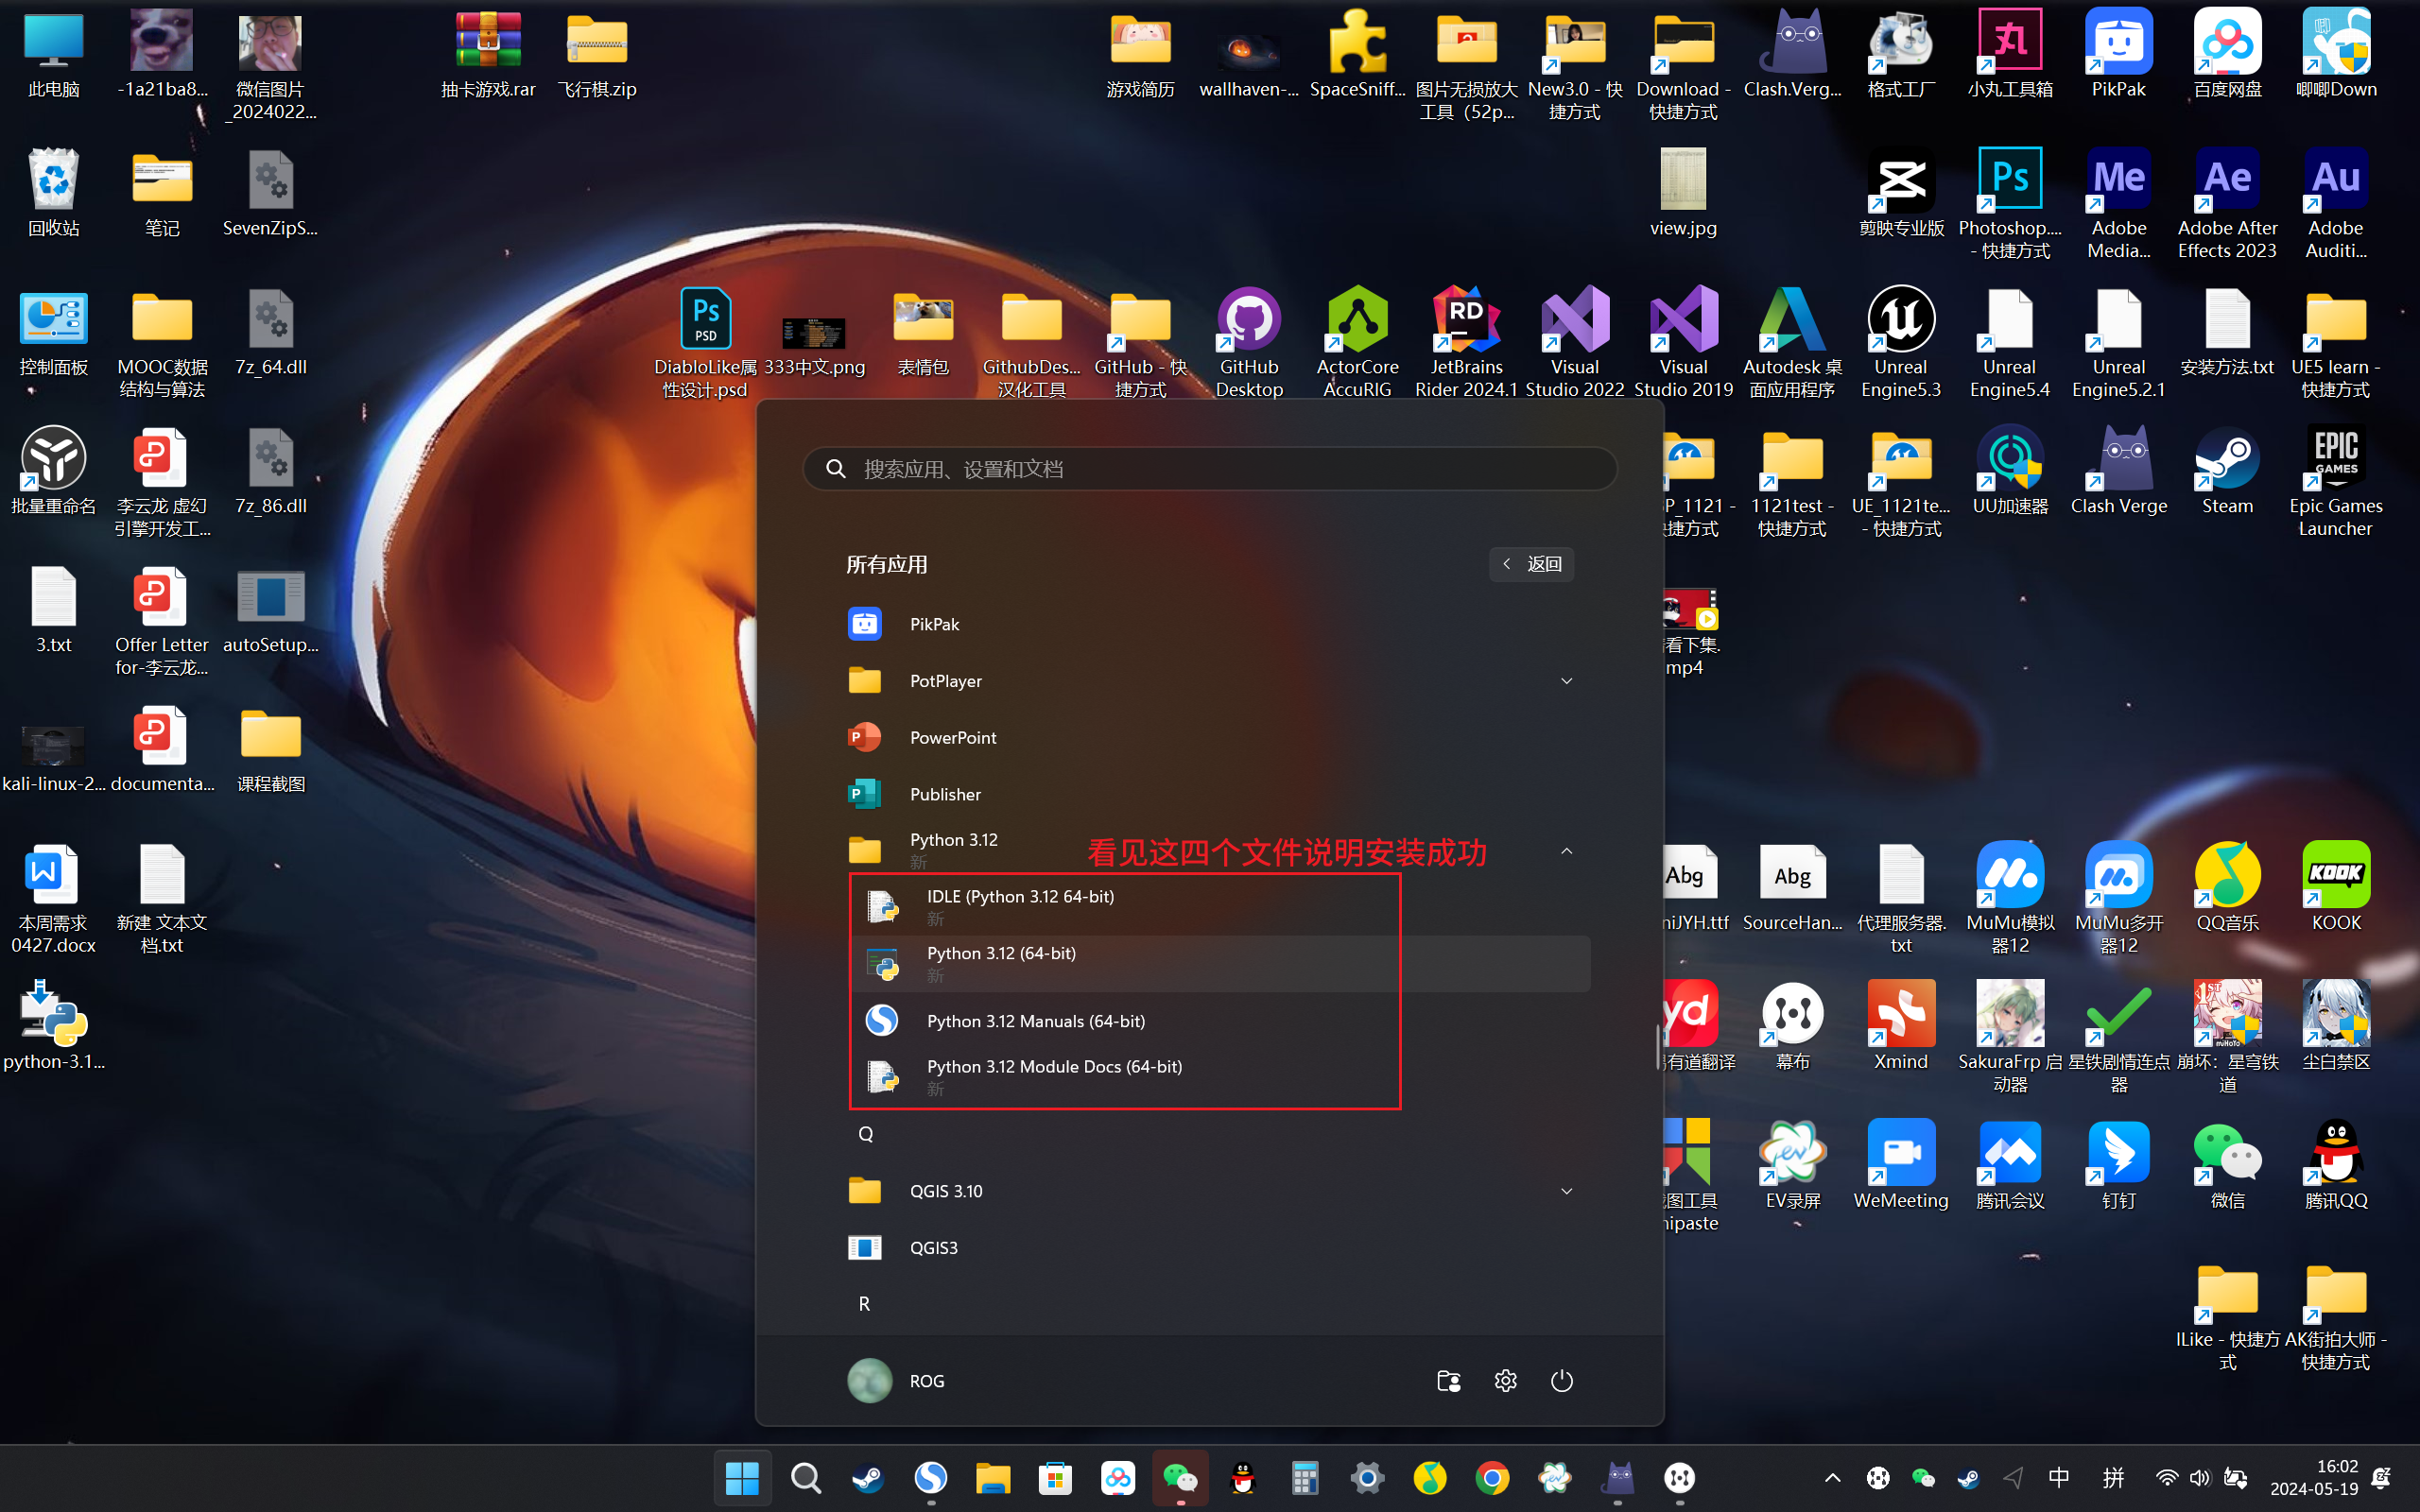 此电脑
-1a21ba8...
微信图片
_2024022...
抽卡游戏.rar
飞行棋.zip
游戏简历
wallhaven-...
SpaceSniff...
图片无损放大
工具（52p...
New3.0 - 快
捷方式
Download -
快捷方式
Clash.Verg...
格式工厂
小丸工具箱
PikPak
百度网盘
唧唧Down
回收站
笔记
SevenZipS...
view.jpg
剪映专业版
Photoshop....
- 快捷方式
Adobe
Media...
Adobe After
Effects 2023
Adobe
Auditi...
控制面板
MOOC数据
结构与算法
7z_64.dll
DiabloLike属
性设计.psd
333中文.png
表情包
GithubDes...
汉化工具
GitHub - 快
捷方式
GitHub
Desktop
ActorCore
AccuRIG
JetBrains
Rider 2024.1
Visual
Studio 2022
Visual
Studio 2019
Autodesk 桌
面应用程序
Unreal
Engine5.3
Unreal
Engine5.4
Unreal
Engine5.2.1
安装方法.txt
UE5 learn -
快捷方式
批量重命名
李云龙 虚幻
引擎开发工...
7z_86.dll
P_1121 -
捷方式
1121test -
快捷方式
UE_1121te...
- 快捷方式
UU加速器
Clash Verge
Steam
EPIC
GAMES
Epic Games
Launcher
3.txt
Offer Letter
for-李云龙...
autoSetup...
看下集.
mp4
kali-linux-2...
documenta...
课程截图
本周需求
0427.docx
新建 文本文
档.txt
niJYH.ttf
SourceHan...
代理服务器.
txt
MuMu模拟
器12
MuMu多开
器12
QQ音乐
KOOK
python-3.1...
有道翻译
幕布
Xmind
SakuraFrp 启
动器
星铁剧情连点
器
崩坏：星穹铁
道
尘白禁区
图工具
nipaste
EV录屏
WeMeeting
腾讯会议
钉钉
微信
腾讯QQ
ILike - 快捷方
式
AK街拍大师 -
快捷方式
搜索应用、设置和文档
所有应用
返回
PikPak
PotPlayer
PowerPoint
Publisher
Python 3.12
新
看见这四个文件说明安装成功
IDLE (Python 3.12 64-bit)
新
Python 3.12 (64-bit)
新
Python 3.12 Manuals (64-bit)
Python 3.12 Module Docs (64-bit)
新
Q
QGIS 3.10
QGIS3
R
ROG
中
拼
16:02
2024-05-19